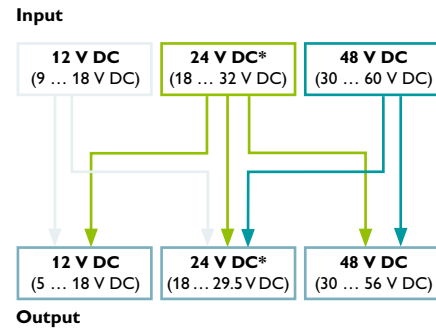 Input
12 V DC
(9 … 18 V DC)
24 V DC*
(18 … 32 V DC)
48 V DC
(30 … 60 V DC)
12 V DC
(5 … 18 V DC)
24 V DC*
(18 … 29.5 V DC)
48 V DC
(30 … 56 V DC)
Output